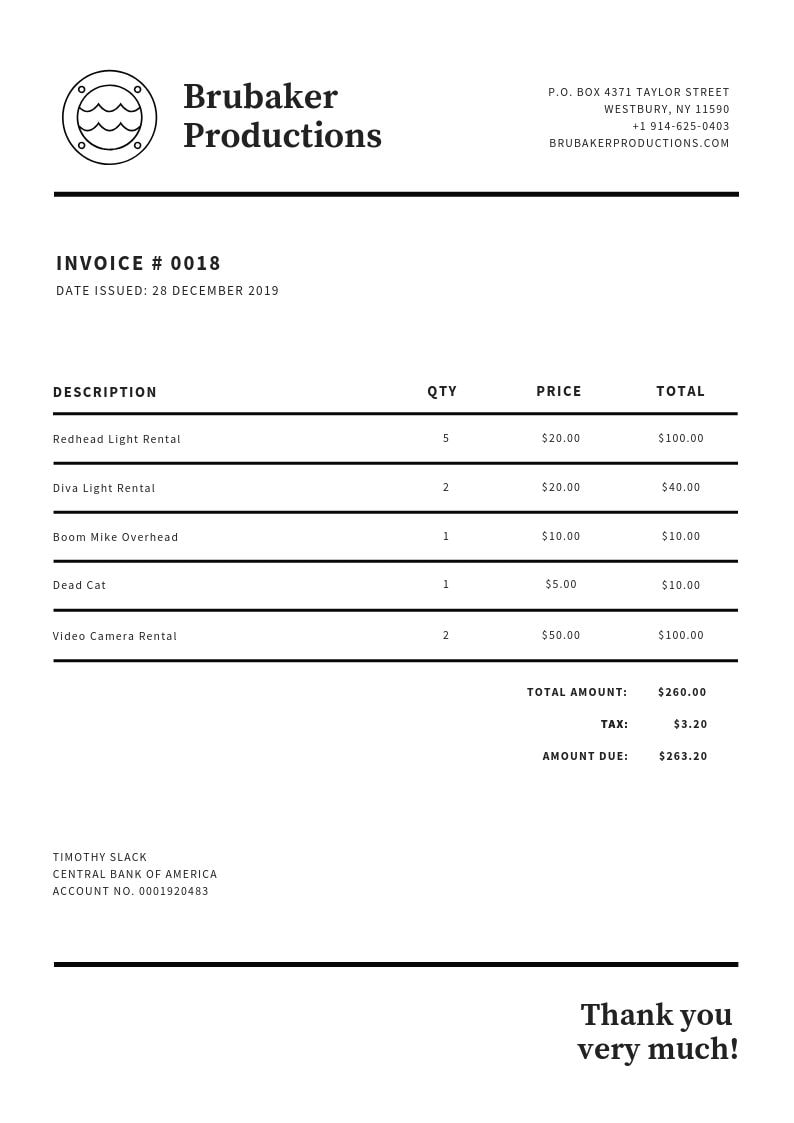 Brubaker
Productions
P.O. BOX 4371 TAYLOR STREET
WESTBURY, NY 11590
+1 914-625-0403
BRUBAKERPRODUCTIONS.COM
INVOICE # 0018
DATE ISSUED: 28 DECEMBER 2019
DESCRIPTION QTY PRICE TOTAL
Redhead Light Rental 5 $20.00 $100.00
Diva Light Rental 2 $20.00 $40.00
Boom Mike Overhead 1 $10.00 $10.00
Dead Cat 1 $5.00 $10.00
Video Camera Rental 2 $50.00 $100.00
TOTAL AMOUNT: $260.00
TAX: $3.20
AMOUNT DUE: $263.20
TIMOTHY SLACK
CENTRAL BANK OF AMERICA
ACCOUNT NO. 0001920483
Thank you
very much!